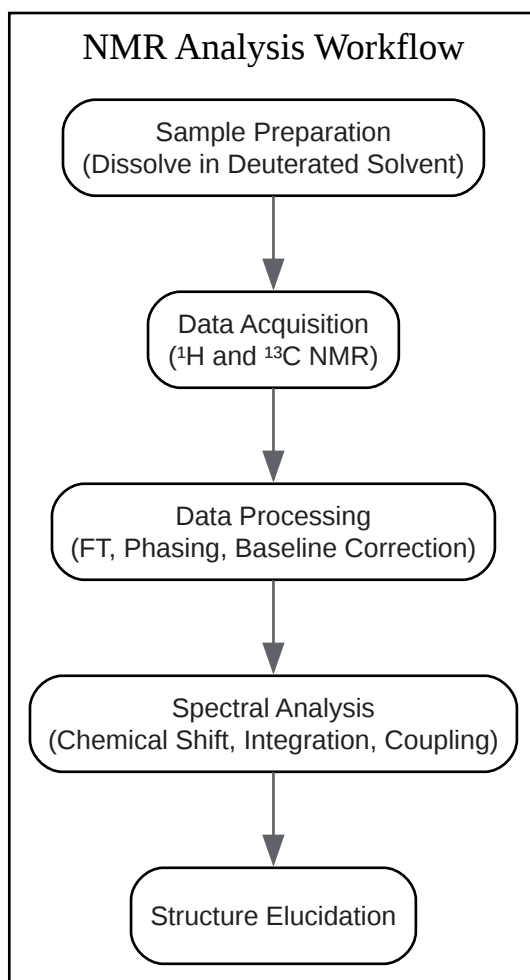 NMR Analysis Workflow
Sample Preparation
(Dissolve in Deuterated Solvent)
Data Acquisition
(¹H and ¹³C NMR)
Data Processing
(FT, Phasing, Baseline Correction)
Spectral Analysis
(Chemical Shift, Integration, Coupling)
Structure Elucidation